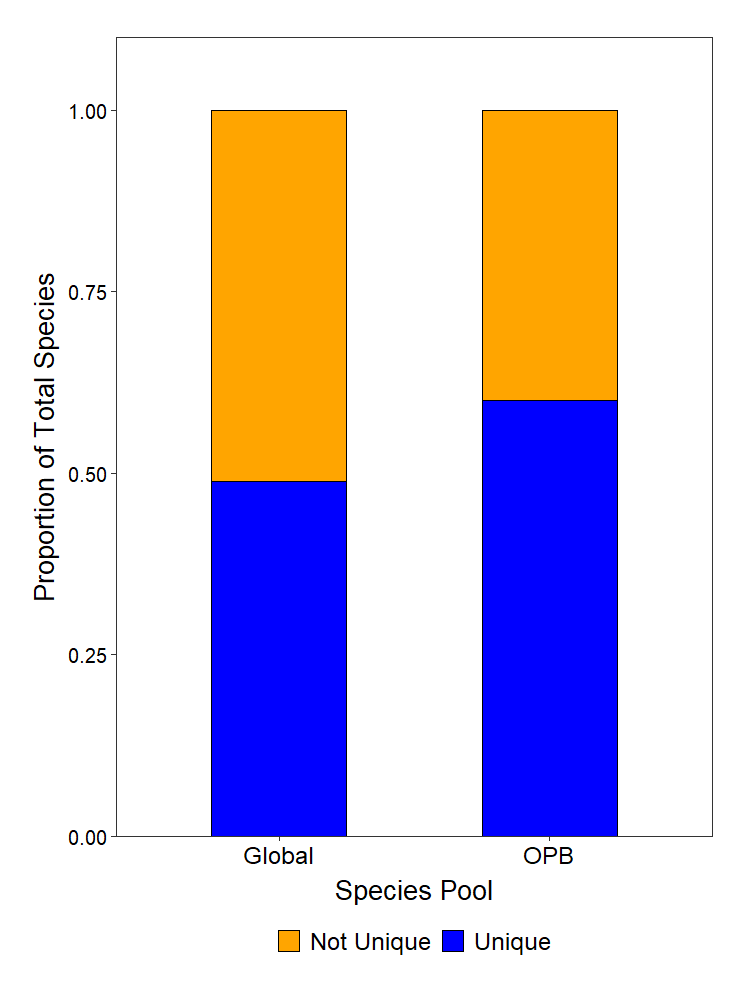 Proportion of Total Species
1.00
0.75
0.50
0.25
0.00
Global OPB
Species Pool
Not Unique Unique